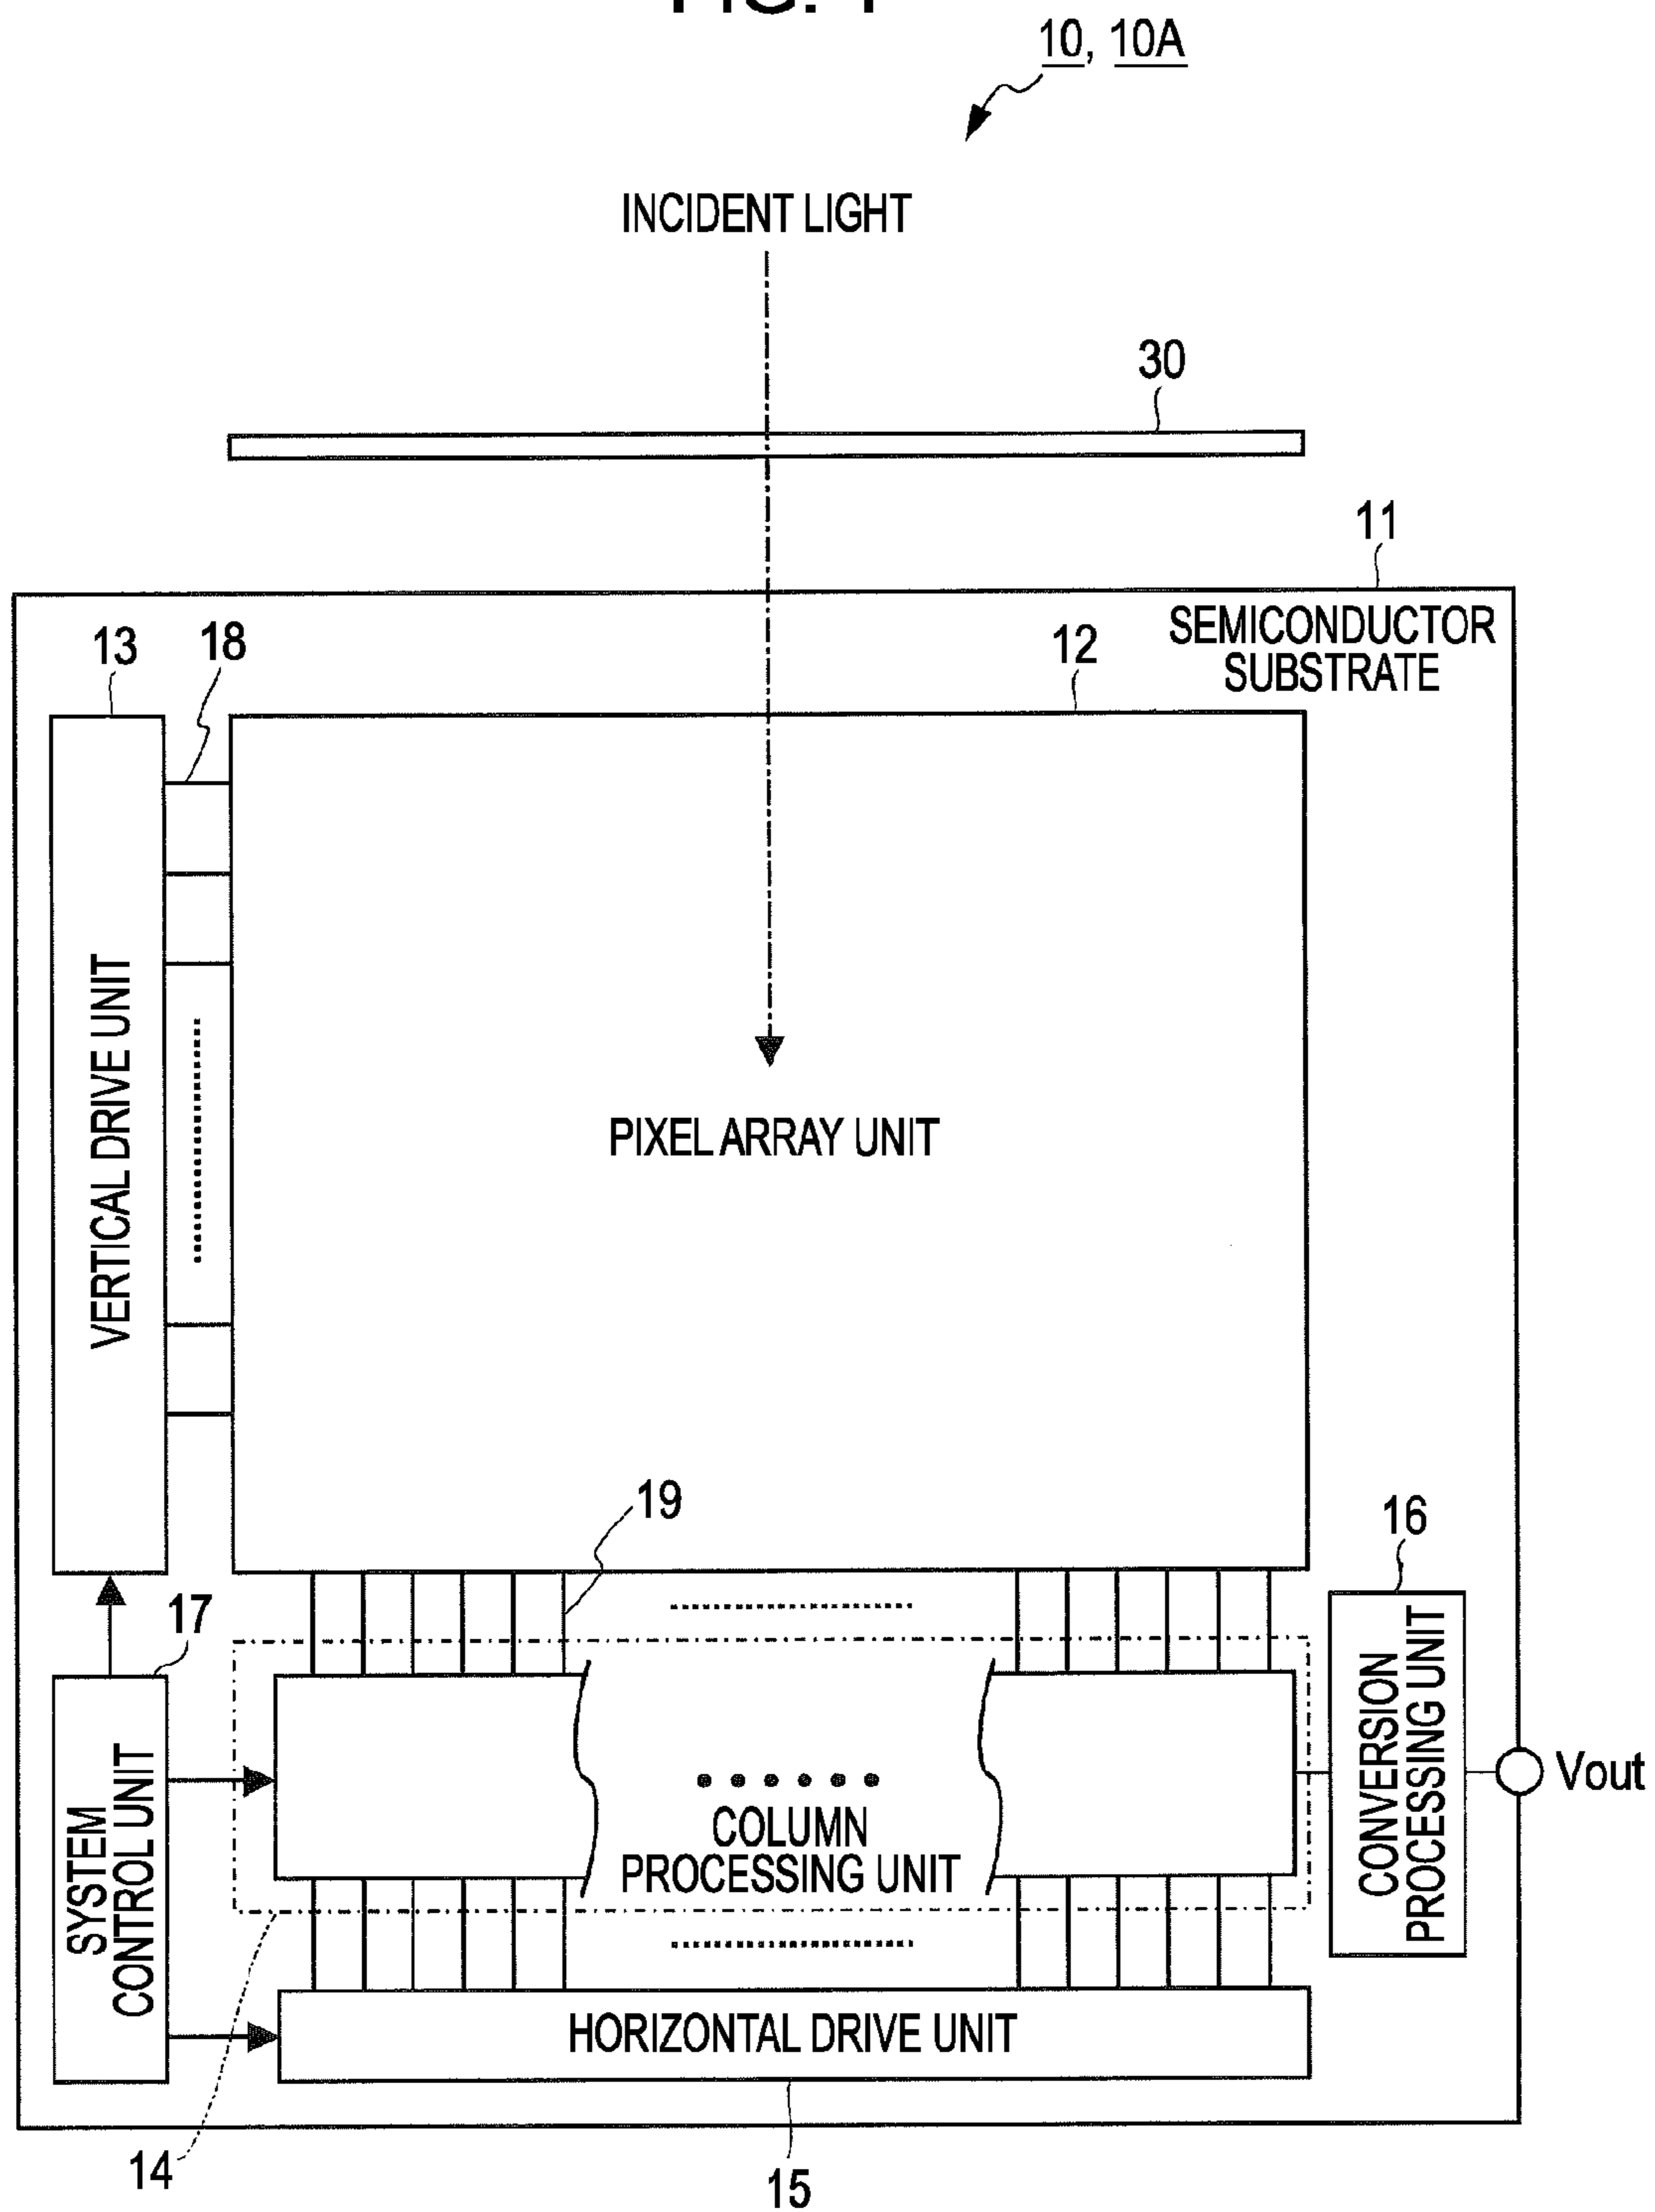 10, 10A
INCIDENT LIGHT
30
11
SEMICONDUCTOR
SUBSTRATE
13
18
12
VERTICAL DRIVE UNIT
PIXEL ARRAY UNIT
19
16
17
SYSTEM
CONTROL UNIT
COLUMN
PROCESSING UNIT
CONVERSION
PROCESSING UNIT
Vout
HORIZONTAL DRIVE UNIT
14
15